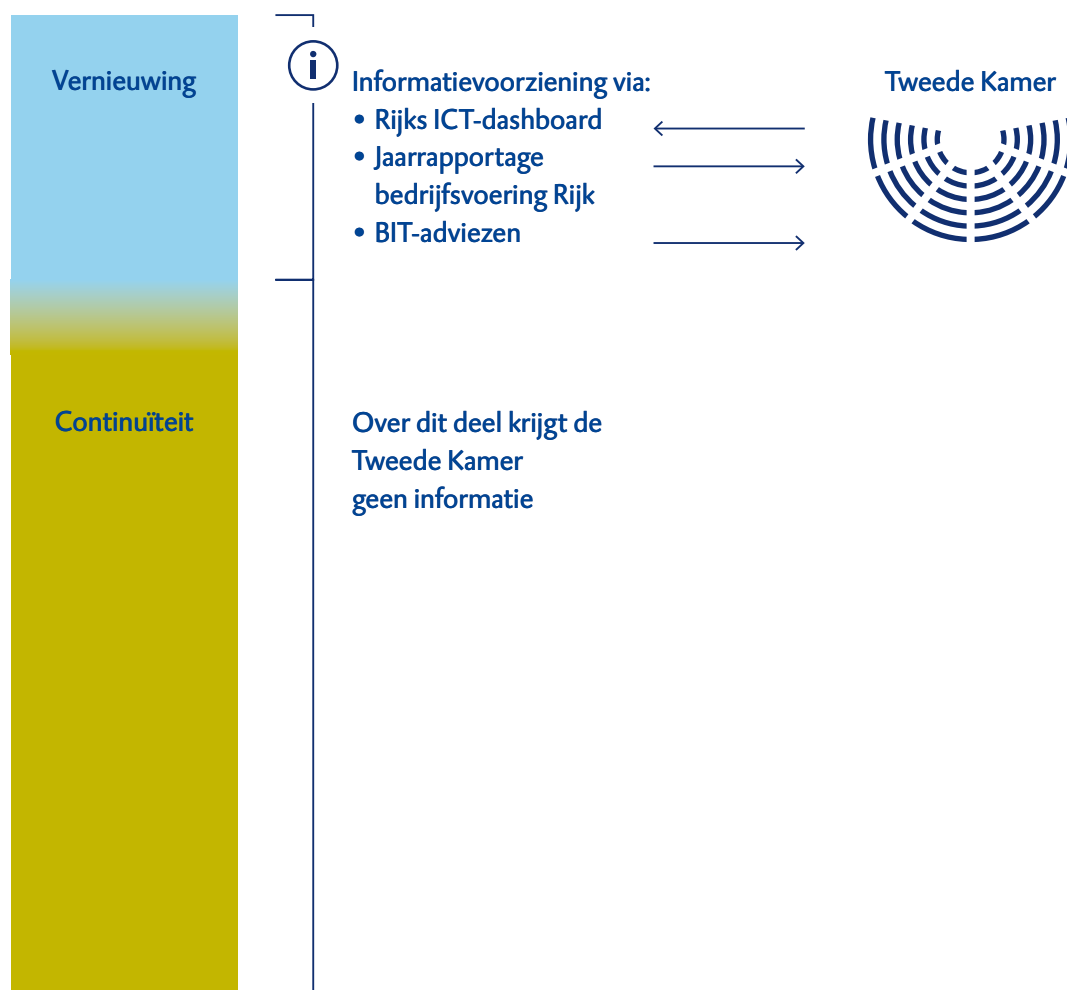 Vernieuwing
i
Informatievoorziening via:
• Rijks ICT-dashboard
• Jaarrapportage
bedrijfsvoering Rijk
• BIT-adviezen
Tweede Kamer
Continuïteit
Over dit deel krijgt de
Tweede Kamer
geen informatie